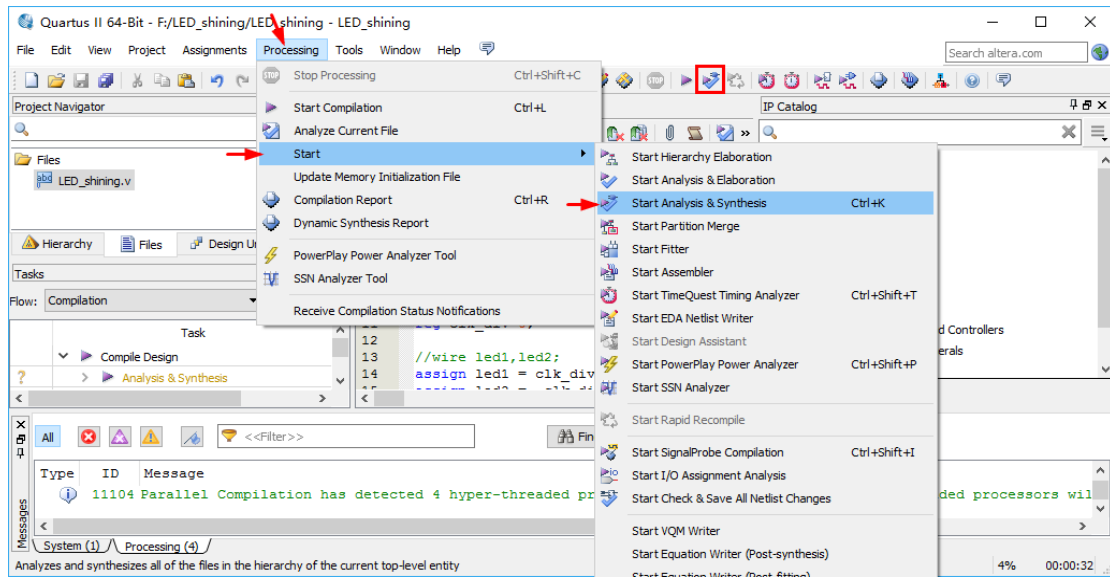 Quartus II 64-Bit - F:/LED_shining/LED_shining - LED_shining
File Edit View Project Assignments Processing Tools Window Help
Search altera.com
Project Navigator
Files
LED_shining.v
Hierarchy Files Design Un
Tasks
Flow: Compilation
Task
Compile Design
? Analysis & Synthesis
STOP Stop Processing Ctrl+Shift+C
Start Compilation Ctrl+L
Analyze Current File
Start
Update Memory Initialization File
Compilation Report Ctrl+R
Dynamic Synthesis Report
PowerPlay Power Analyzer Tool
SSN Analyzer Tool
Receive Compilation Status Notifications
IP Catalog
Start Hierarchy Elaboration
Start Analysis & Elaboration
Start Analysis & Synthesis Ctrl+K
Start Partition Merge
Start Fitter
Start Assembler
Start TimeQuest Timing Analyzer Ctrl+Shift+T
Start EDA Netlist Writer
Start Design Assistant
Start PowerPlay Power Analyzer Ctrl+Shift+P
Start SSN Analyzer
Start Rapid Recompile
Start SignalProbe Compilation Ctrl+Shift+I
Start I/O Assignment Analysis
Start Check & Save All Netlist Changes
Start VQM Writer
Start Equation Writer (Post-synthesis)
Start Equation Writer (Post-fitting)
d Controllers
erals
12
13 //wire led1,led2;
14 assign led1 = clk_div
All <<Filter>> Fin
Type ID Message
11104 Parallel Compilation has detected 4 hyper-threaded pr
ded processors wil
Messages
System (1) Processing (4)
Analyzes and synthesizes all of the files in the hierarchy of the current top-level entity
4% 00:00:32